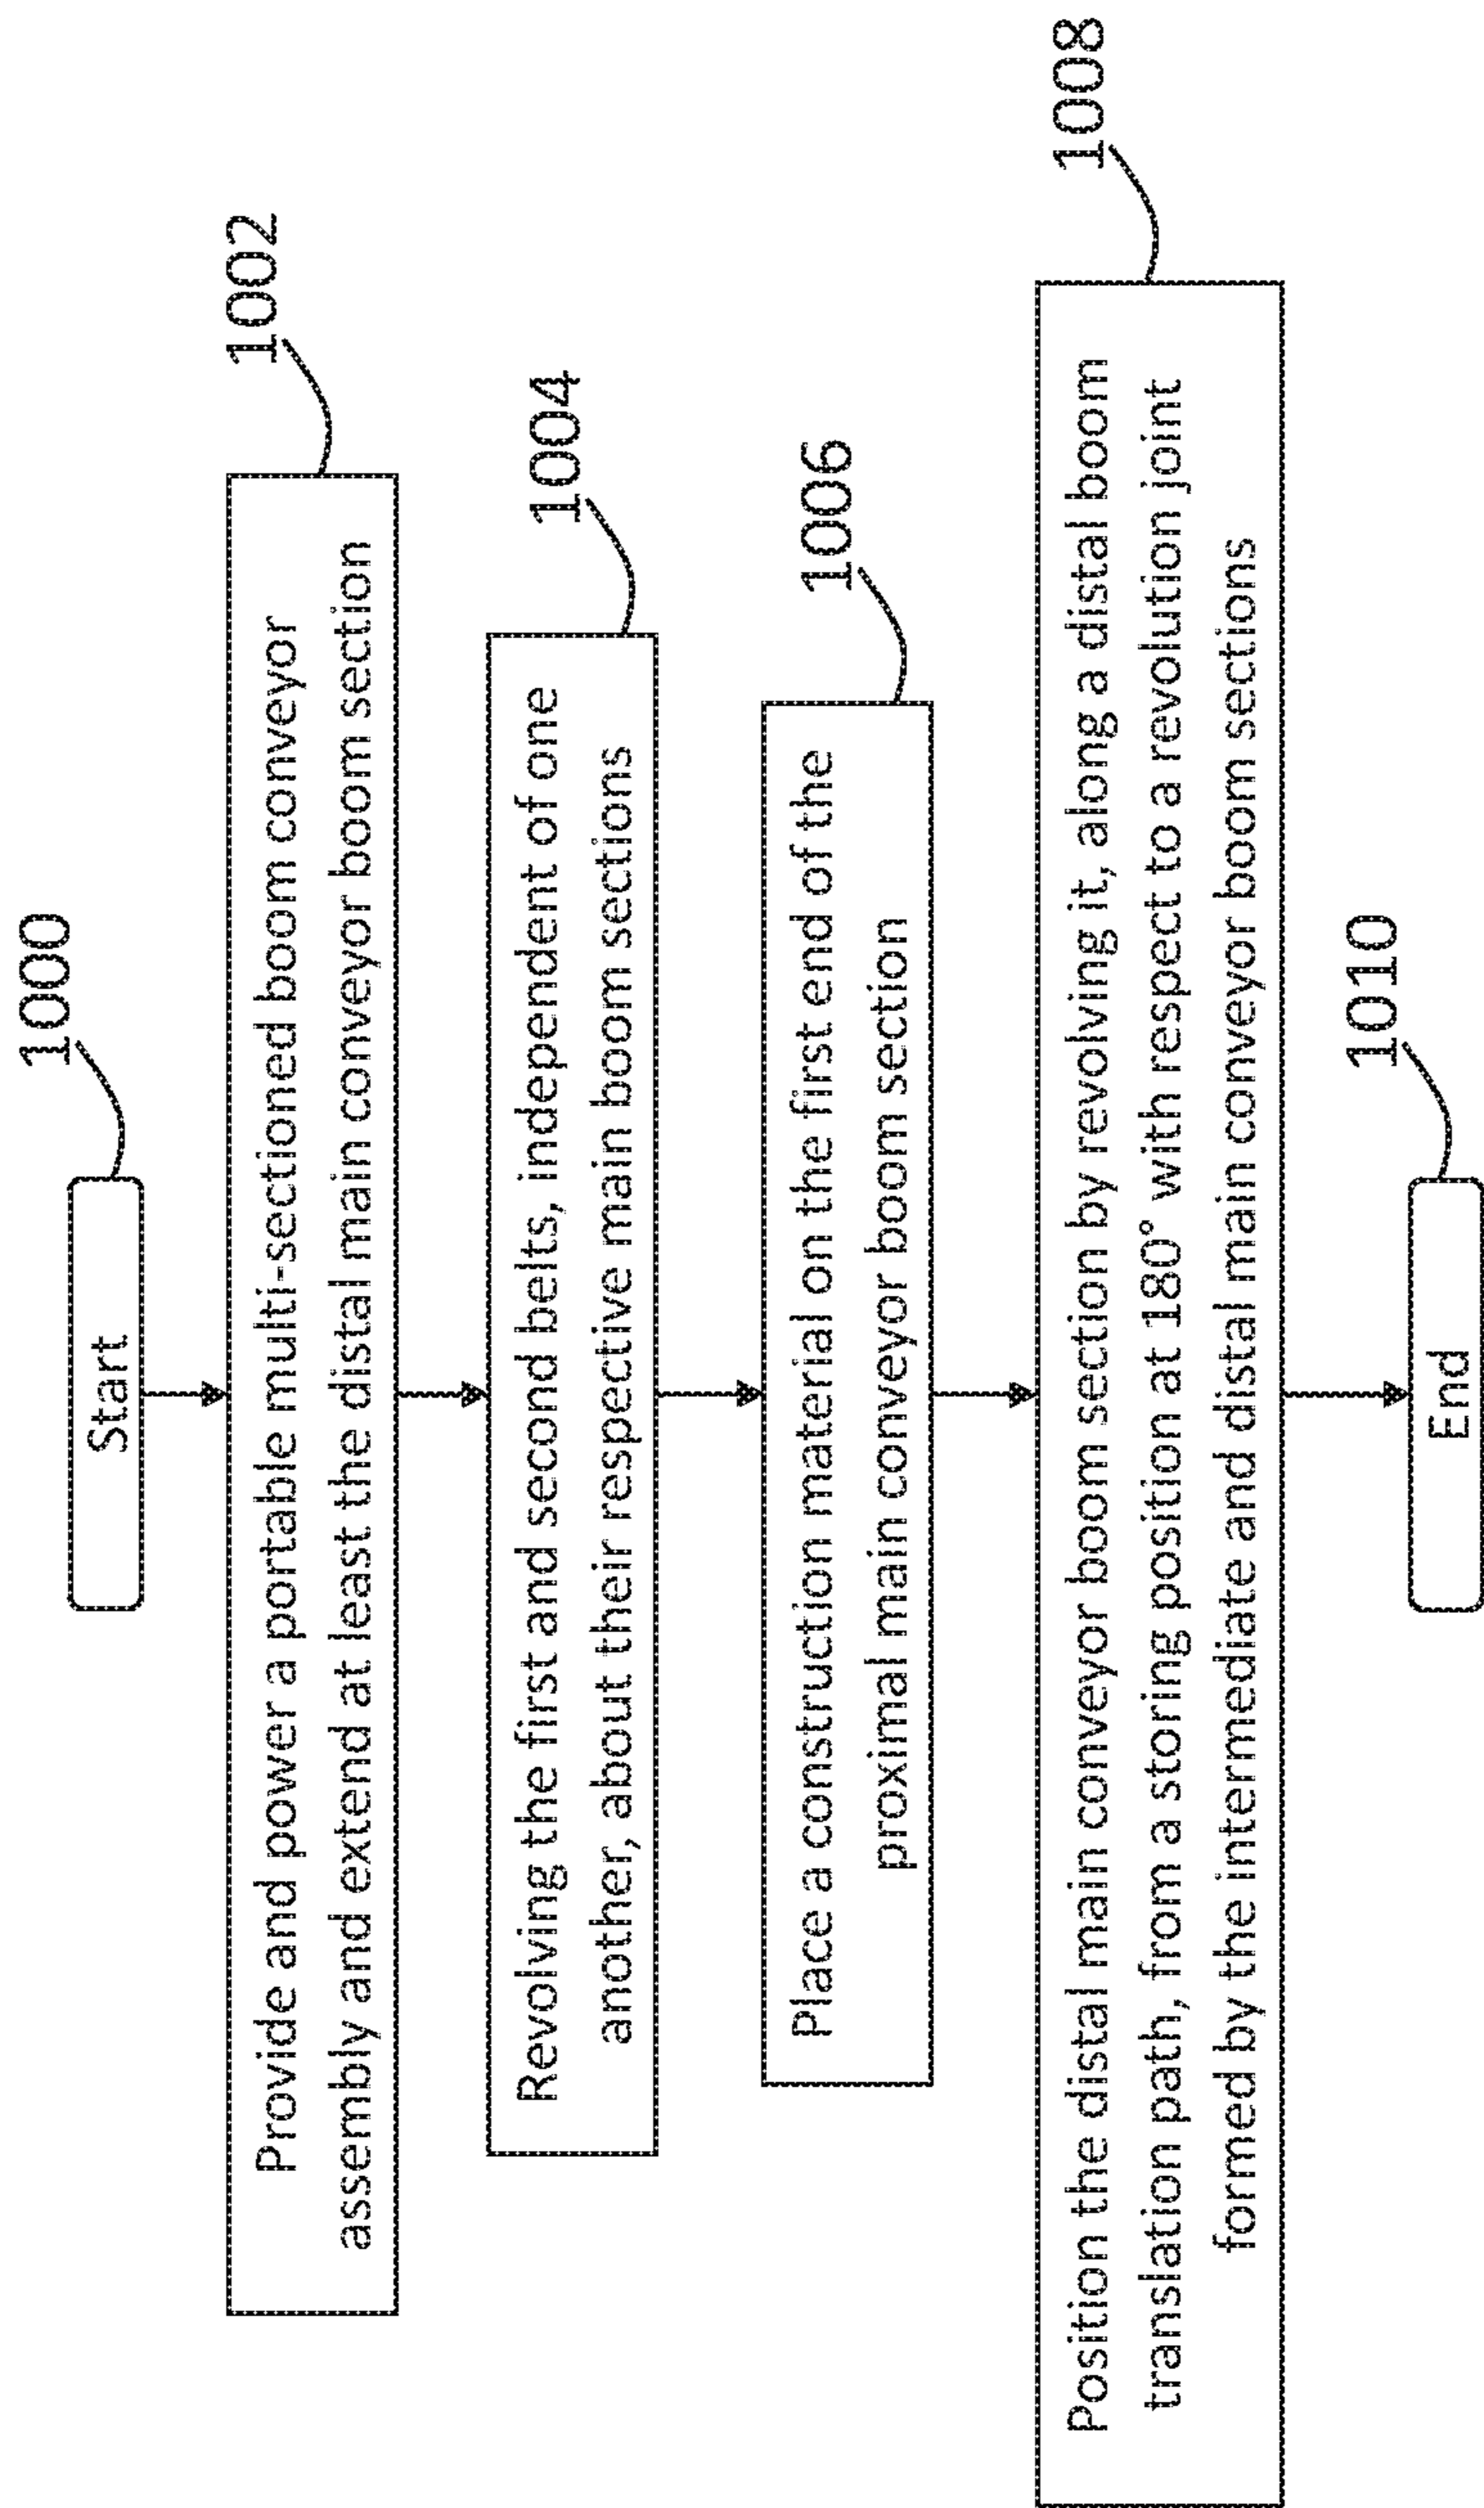 1000
Start
1002
Provide and power a portable multi-sectioned boom conveyor
assembly and extend at least the distal main conveyor boom section
1004
Revolving the first and second belts, independent of one
another, about their respective main boom sections
1006
Place a construction material on the first end of the
proximal main conveyor boom section
1008
Position the distal main conveyor boom section by revolving it, along a distal boom
translation path, from a storing position at 180° with respect to a revolution joint
formed by the intermediate and distal main conveyor boom sections
1010
End